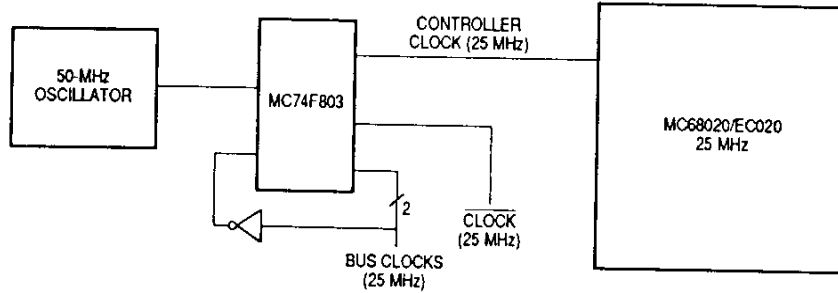 CONTROLLER
CLOCK (25 MHz)
50-MHz
OSCILLATOR
MC74F803
MC68020/EC020
25 MHz
2
CLOCK
(25 MHz)
BUS CLOCKS
(25 MHz)